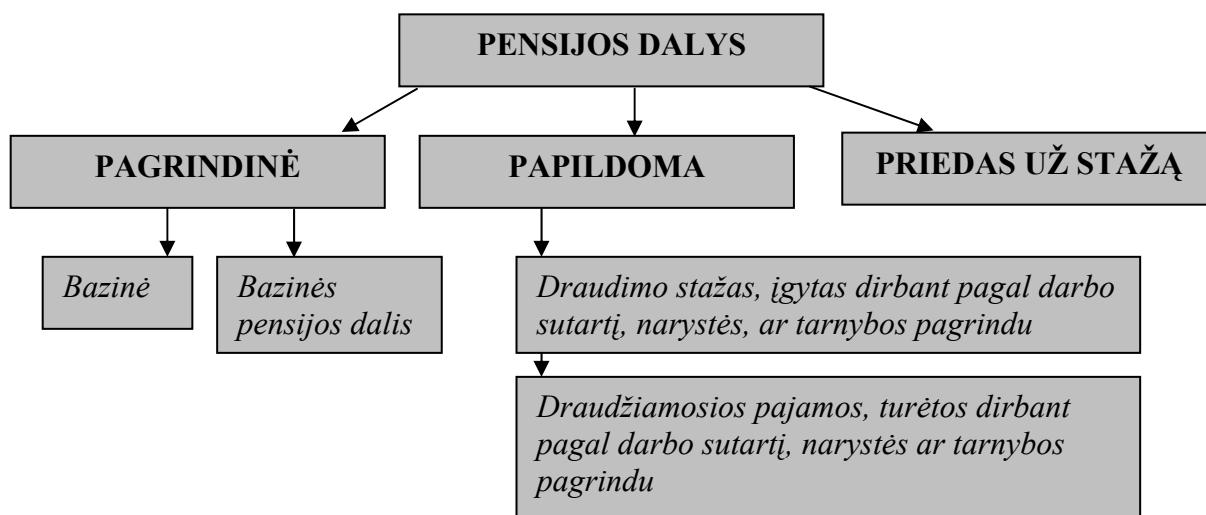 PENSIJOS DALYS
PAGRINDINĖ
PAPILDOMA
PRIEDAS UŽ STAŽĄ
Bazinė
Bazinės
pensijos dalis
Draudimo stažas, įgytas dirbant pagal darbo
sutartį, narystės, ar tarnybos pagrindu
Draudžiamosios pajamos, turėtos dirbant
pagal darbo sutartį, narystės ar tarnybos
pagrindu